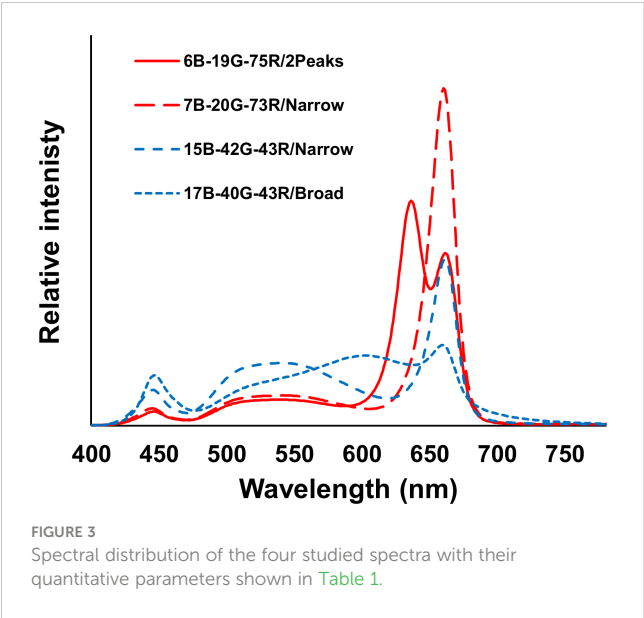 6B-19G-75R/2Peaks
7B-20G-73R/Narrow
15B-42G-43R/Narrow
17B-40G-43R/Broad
Relative intenisty
400 450 500 550 600 650 700 750
Wavelength (nm)
FIGURE 3
Spectral distribution of the four studied spectra with their
quantitative parameters shown in Table 1.